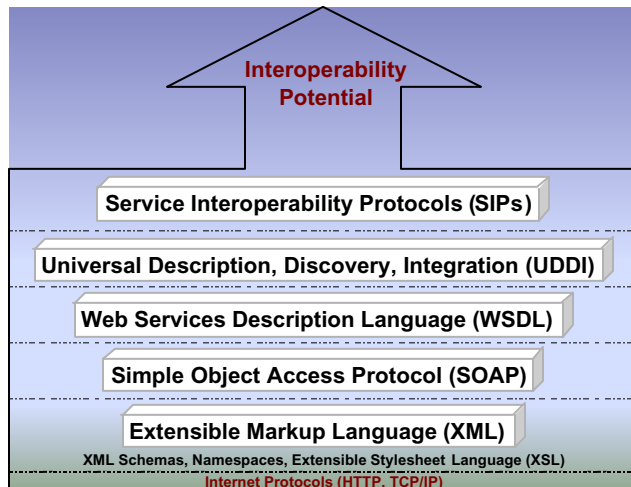 Interoperability
Potential
Service Interoperability Protocols (SIPs)
Universal Description, Discovery, Integration (UDDI)
Web Services Description Language (WSDL)
Simple Object Access Protocol (SOAP)
Extensible Markup Language (XML)
XML Schemas, Namespaces, Extensible Stylesheet Language (XSL)
Internet Protocols (HTTP, TCP/IP)